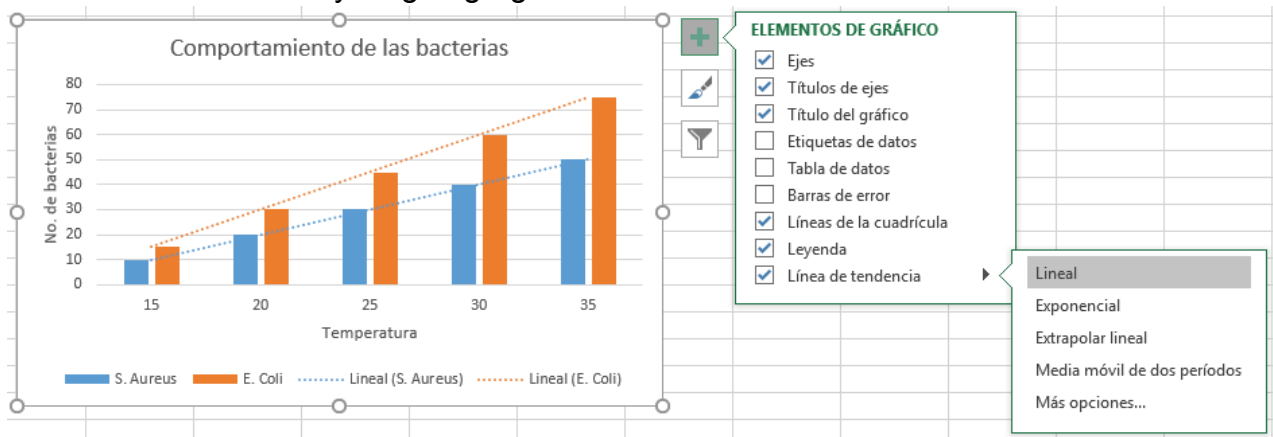 Comportamiento de las bacterias
No. de bacterias
80
70
60
50
40
30
20
10
0
15 20 25 30 35
Temperatura
S. Aureus E. Coli Lineal (S. Aureus) Lineal (E. Coli)
ELEMENTOS DE GRÁFICO
Ejes
Títulos de ejes
Título del gráfico
Etiquetas de datos
Tabla de datos
Barras de error
Líneas de la cuadrícula
Leyenda
Línea de tendencia
Lineal
Exponencial
Extrapolar lineal
Media móvil de dos períodos
Más opciones...